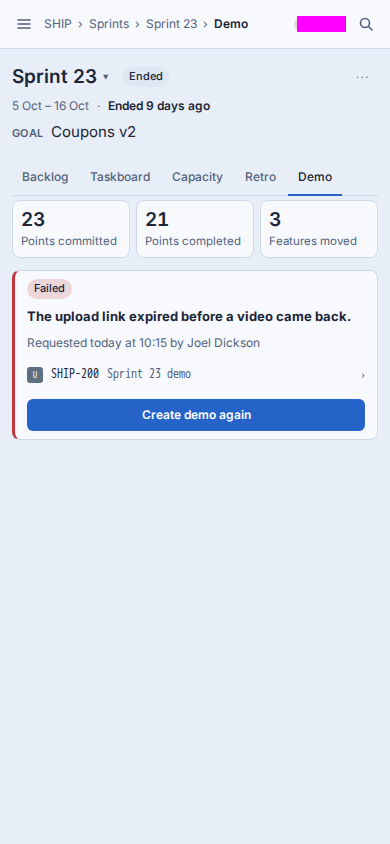 SHIP › Sprints › Sprint 23 › Demo
Sprint 23 ▾ Ended ...
5 Oct – 16 Oct · Ended 9 days ago
GOAL Coupons v2
Backlog Taskboard Capacity Retro Demo
23 21 3
Points committed Points completed Features moved
Failed
The upload link expired before a video came back.
Requested today at 10:15 by Joel Dickson
U SHIP-200 Sprint 23 demo ›
Create demo again